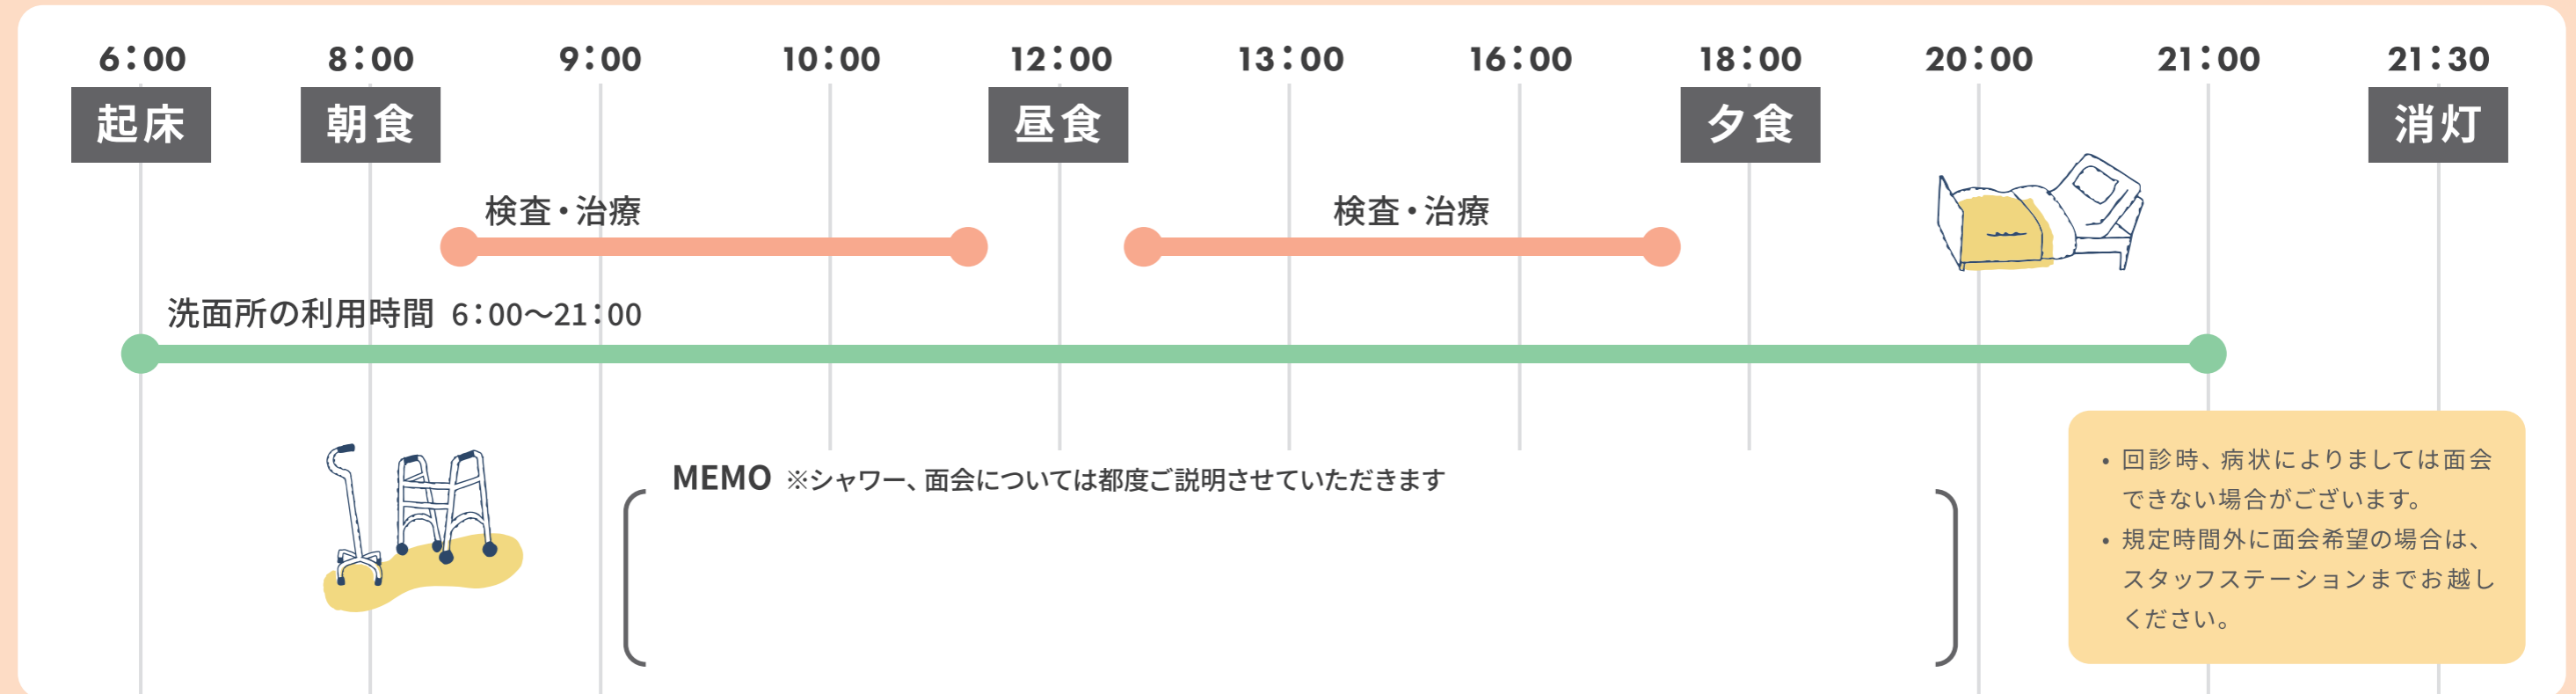 6：00 8：00 9：00 10：00 12：00 13：00 16：00 18：00 20：00 21：00 21：30
起床 朝食 昼食 夕食 消灯
検査・治療 検査・治療
洗面所の利用時間 6：00～21：00
MEMO ※シャワー、面会については都度ご説明させていただきます
• 回診時、病状によりましては面会
できない場合がございます。
• 規定時間外に面会希望の場合は、
スタッフステーションまでお越し
ください。